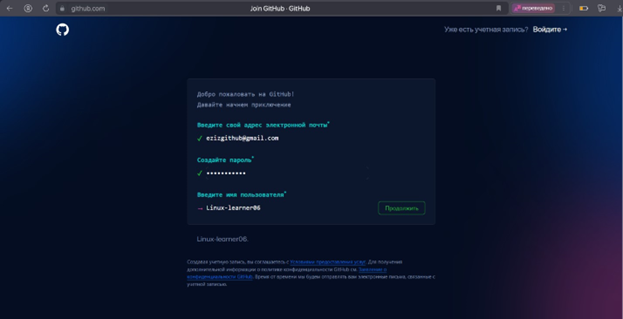 github.com
Join GitHub · GitHub
переведено
Уже есть учетная запись? Войдите →
Добро пожаловать на GitHub!
Давайте начнем приключение
Введите свой адрес электронной почты*
✓ ezizgithub@gmail.com
Создайте пароль*
✓ •••••••••••
Введите имя пользователя*
→ Linux-learner06
Продолжить
Linux-learner06.
Создавая учетную запись, вы соглашаетесь с Условиями предоставления услуг. Для получения
дополнительной информации о политике конфиденциальности GitHub см. Заявление о
конфиденциальности GitHub. Время от времени мы будем отправлять вам электронные письма, связанные с
учетной записью.